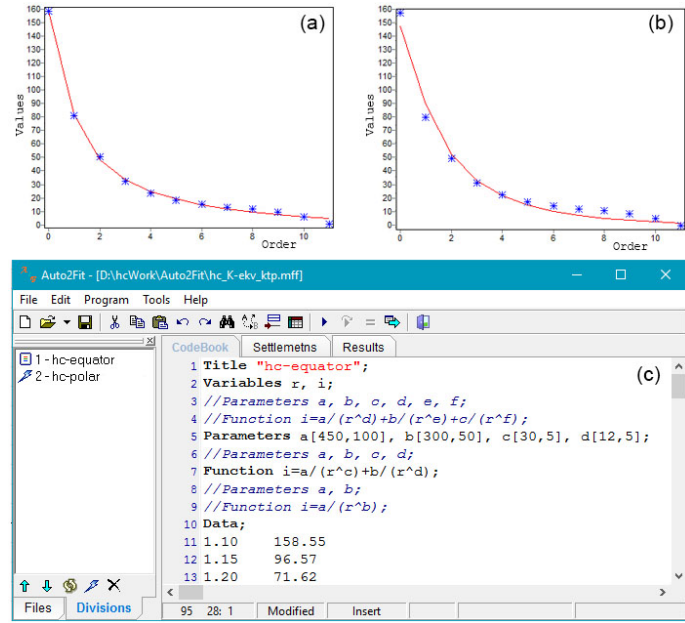 (a)
160
150
140
130
120
110
100
90
80
70
60
50
40
30
20
10
0
Values
0 2 4 6 8 10
Order
(b)
160
150
140
130
120
110
100
90
80
70
60
50
40
30
20
10
0
Values
0 2 4 6 8 10
Order
Auto2Fit - [D:\hcWork\Auto2Fit\hc_K-ekv_ktp.mff]
File Edit Program Tools Help
1 - hc-equator
2 - hc-polar
CodeBook Settlemetns Results
(c)
1 Title "hc-equator";
2 Variables r, i;
3 //Parameters a, b, c, d, e, f;
4 //Function i=a/(r^d)+b/(r^e)+c/(r^f);
5 Parameters a[450,100], b[300,50], c[30,5], d[12,5];
6 //Parameters a, b, c, d;
7 Function i=a/(r^c)+b/(r^d);
8 //Parameters a, b;
9 //Function i=a/(r^b);
10 Data;
11 1.10 158.55
12 1.15 96.57
13 1.20 71.62
Files Divisions
95 28: 1 Modified Insert